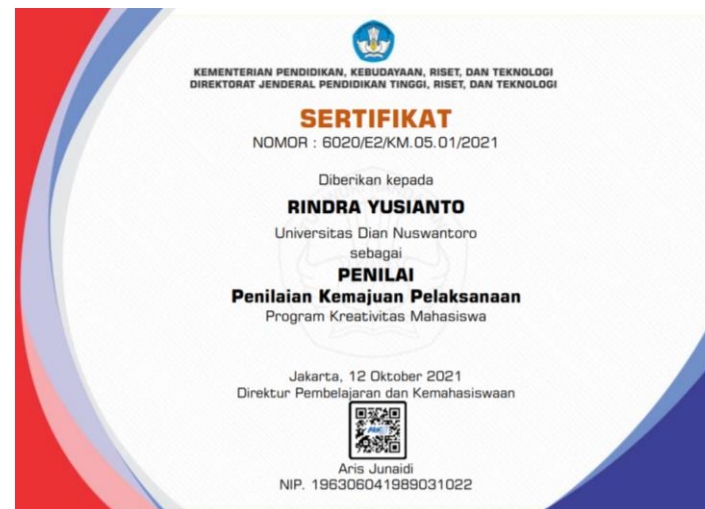 KEMENTERIAN PENDIDIKAN, KEBUDAYAAN, RISET, DAN TEKNOLOGI
DIREKTORAT JENDERAL PENDIDIKAN TINGGI, RISET, DAN TEKNOLOGI
SERTIFIKAT
NOMOR : 6020/E2/KM.05.01/2021
Diberikan kepada
RINDRA YUSIANTO
Universitas Dian Nuswantoro
sebagai
PENILAI
Penilaian Kemajuan Pelaksanaan
Program Kreativitas Mahasiswa
Jakarta, 12 Oktober 2021
Direktur Pembelajaran dan Kemahasiswaan
Aris Junaidi
NIP. 196306041989031022